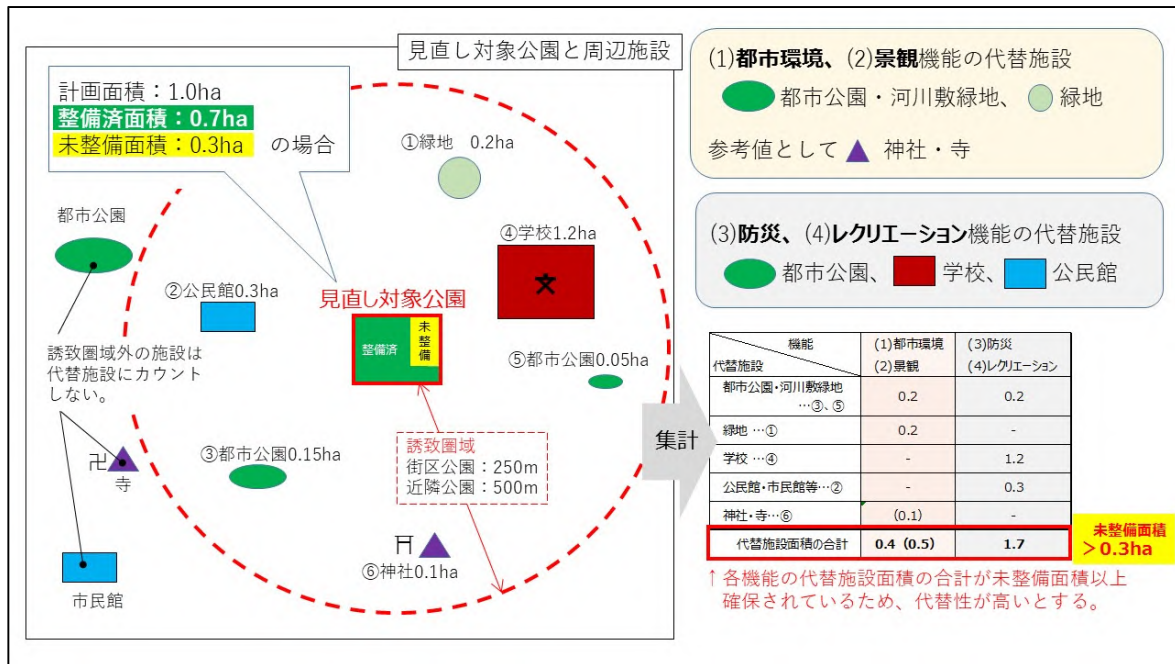 見直し対象公園と周辺施設
計画面積：1.0ha
整備済面積：0.7ha
未整備面積：0.3ha の場合
①緑地 0.2ha
都市公園
④学校1.2ha
②公民館0.3ha
見直し対象公園
整備済
未整備
誘致圏域外の施設は
代替施設にカウント
しない。
⑤都市公園0.05ha
誘致圏域
街区公園：250m
近隣公園：500m
③都市公園0.15ha
卍
寺
⑥神社0.1ha
市民館
(1)都市環境、(2)景観機能の代替施設
都市公園・河川敷緑地、 緑地
参考値として 神社・寺
(3)防災、(4)レクリエーション機能の代替施設
都市公園、 学校、 公民館
集計
機能 (1)都市環境 (3)防災
代替施設 (2)景観 (4)レクリエーション
都市公園・河川敷緑地 0.2 0.2
…③、⑤
緑地 …① 0.2 -
学校 …④ - 1.2
公民館・市民館等…② - 0.3
神社・寺…⑥ (0.1) -
代替施設面積の合計 0.4（0.5） 1.7
未整備面積
＞0.3ha
↑各機能の代替施設面積の合計が未整備面積以上
確保されているため、代替性が高いとする。